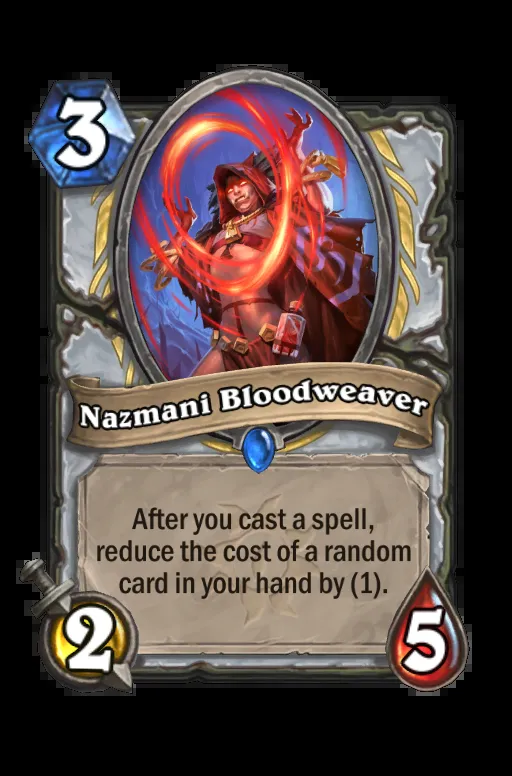 3
Nazmani Bloodweaver
After you cast a spell,
reduce the cost of a random
card in your hand by (1).
2
5